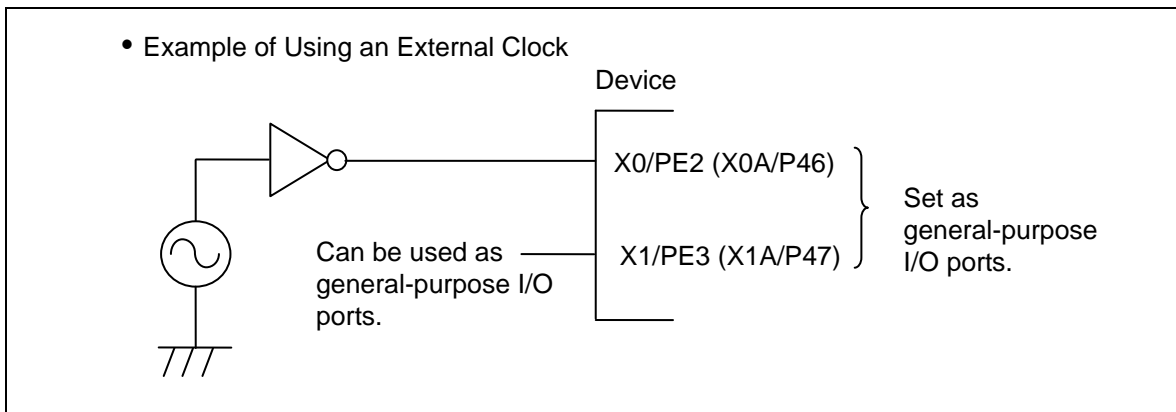 • Example of Using an External Clock
Device
X0/PE2 (X0A/P46)
X1/PE3 (X1A/P47)
Can be used as
general-purpose I/O
ports.
Set as
general-purpose
I/O ports.